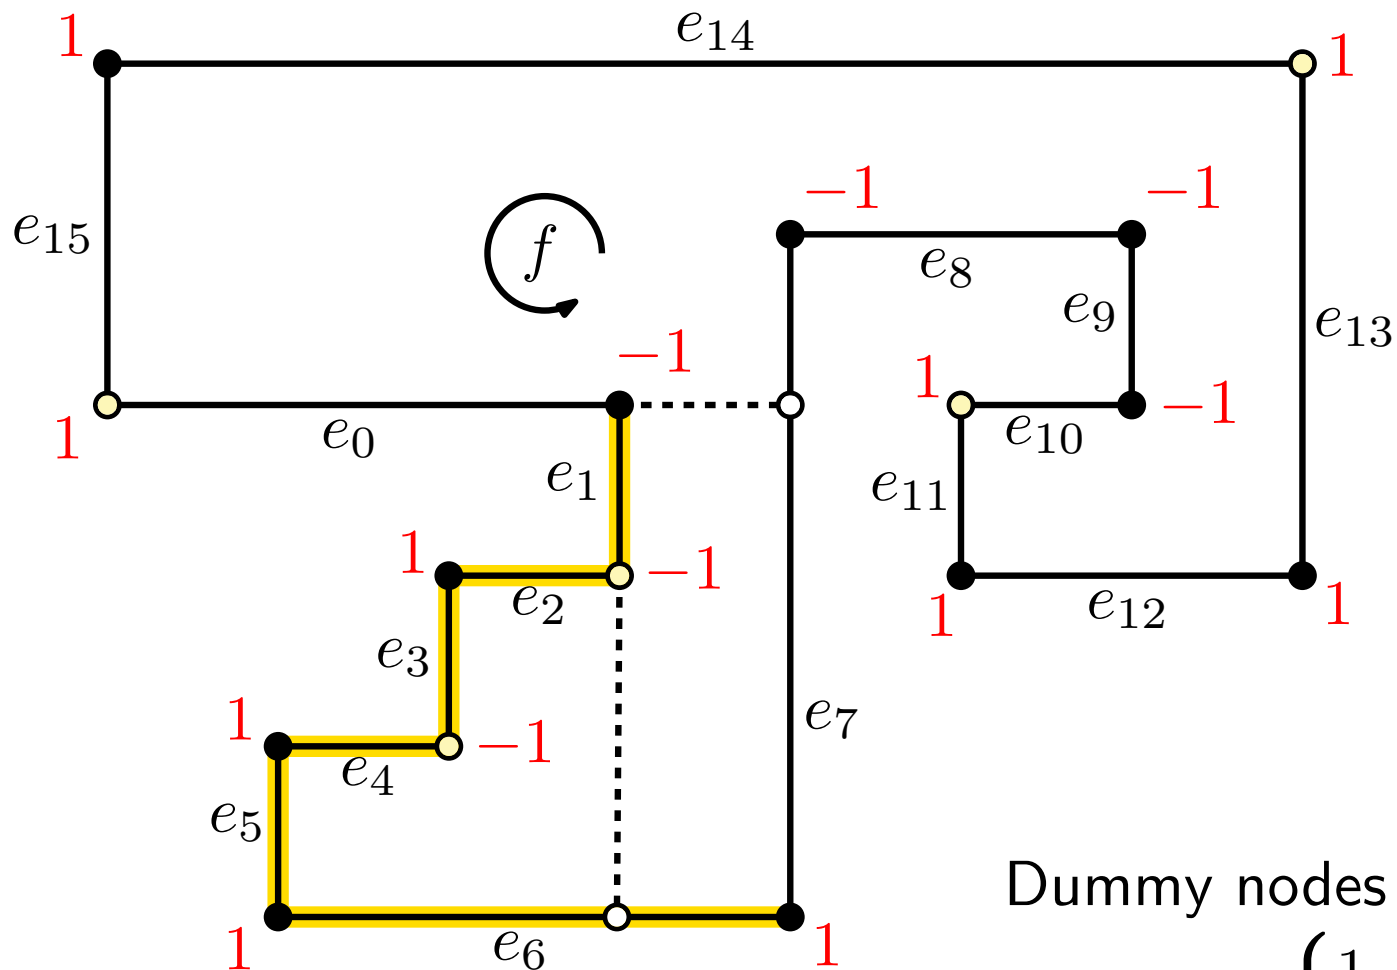 1
e₁₄
1
−1
−1
e₁₅
f
e₈
e₉
e₁₃
−1
1
−1
1
e₀
e₁₀
e₁
e₁₁
1
−1
e₂
1
e₁₂
1
e₃
1
−1
e₇
e₄
e₅
Dummy nodes
1
e₆
1
( 1